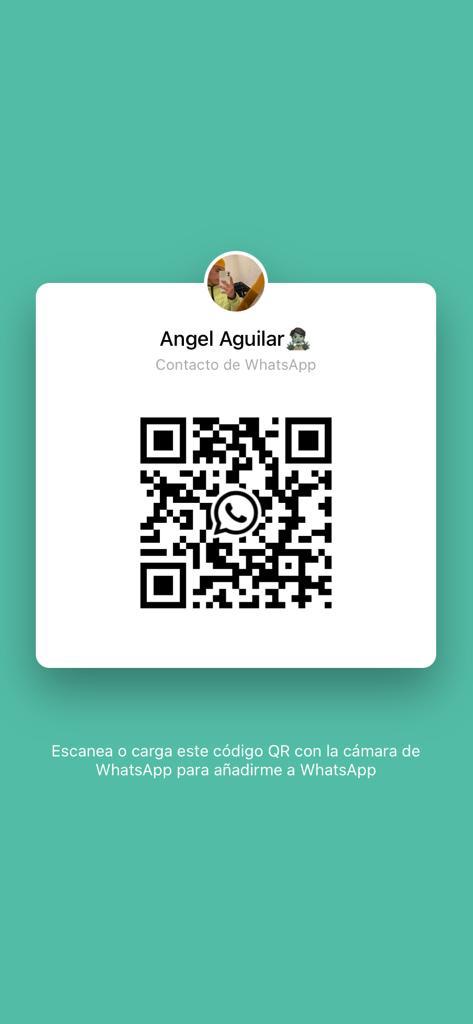 Angel Aguilar🧟‍♂️
Contacto de WhatsApp
Escanea o carga este código QR con la cámara de
WhatsApp para añadirme a WhatsApp